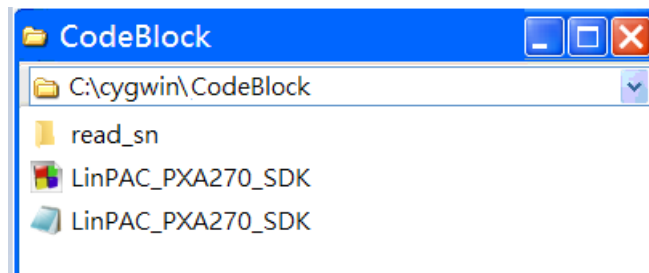 CodeBlock
C:\cygwin\CodeBlock
read_sn
LinPAC_PXA270_SDK
LinPAC_PXA270_SDK